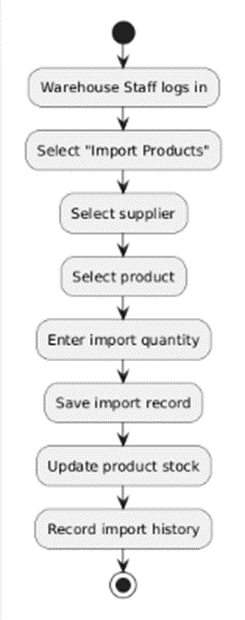 Warehouse Staff logs in
Select "Import Products"
Select supplier
Select product
Enter import quantity
Save import record
Update product stock
Record import history